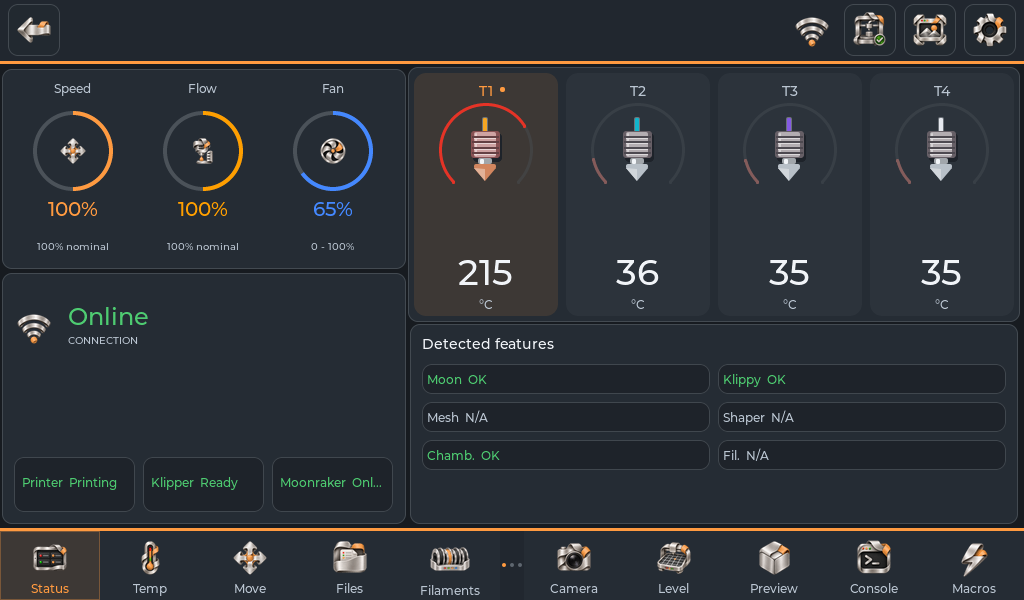 Speed
Flow
Fan
100%
100%
65%
100% nominal
100% nominal
0 - 100%
T1
T2
T3
T4
215
36
35
35
°C
°C
°C
°C
Online
CONNECTION
Printer Printing
Klipper Ready
Moonraker Onl...
Detected features
Moon OK
Klippy OK
Mesh N/A
Shaper N/A
Chamb. OK
Fil. N/A
Status
Temp
Move
Files
Filaments
Camera
Level
Preview
Console
Macros